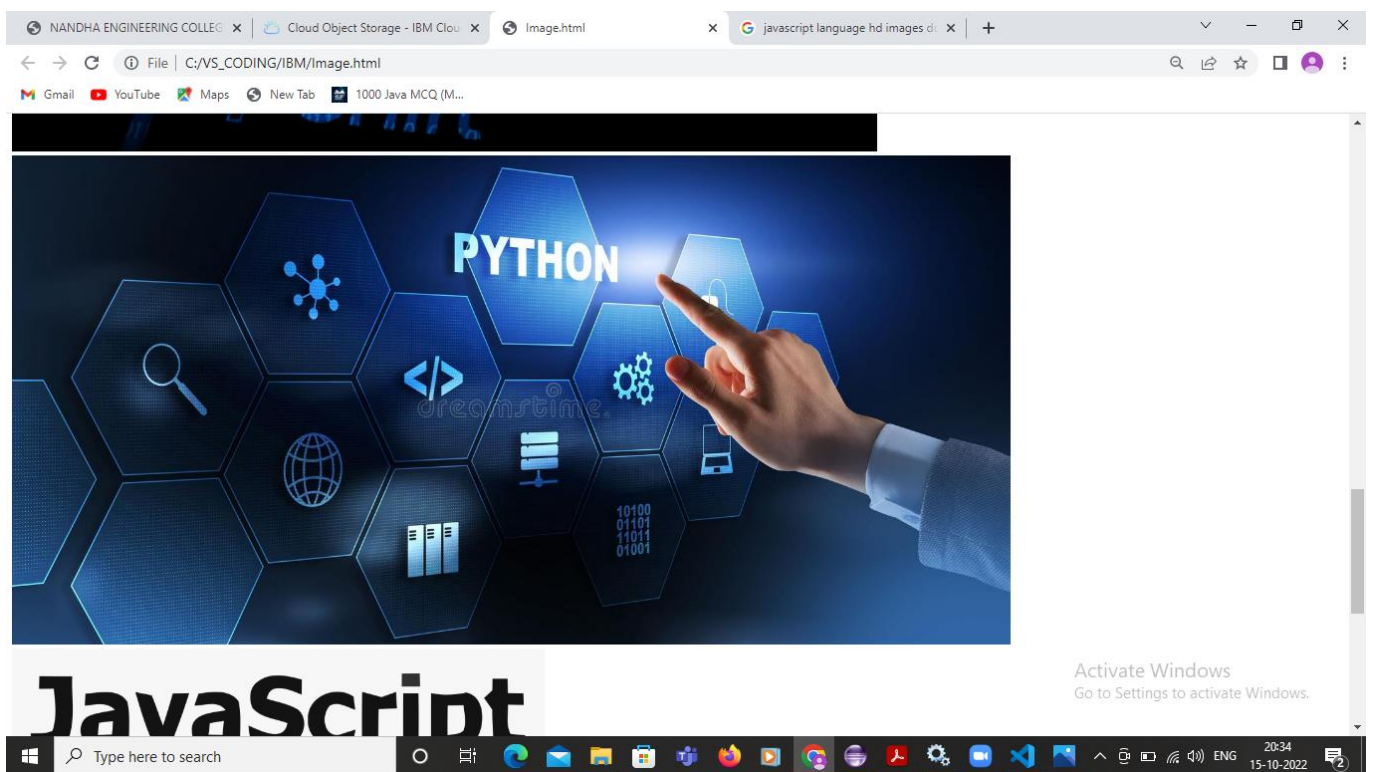 NANDHA ENGINEERING COLLEG
Cloud Object Storage - IBM Clou
Image.html
javascript language hd images do
File
C:/VS_CODING/IBM/Image.html
Gmail
YouTube
Maps
New Tab
1000 Java MCQ (M...
PYTHON
</>
dreamstime.
10100
01101
11011
01001
JavaScript
Activate Windows
Go to Settings to activate Windows.
Type here to search
ENG
20:34
15-10-2022
2